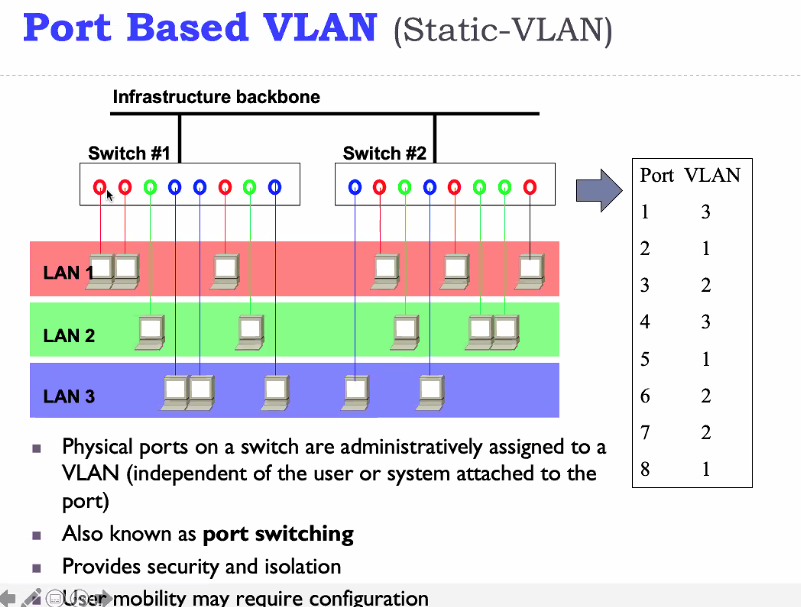 Port Based VLAN (Static-VLAN)
Infrastructure backbone
Switch #1
Switch #2
LAN 1
LAN 2
LAN 3
Port VLAN
1 3
2 1
3 2
4 3
5 1
6 2
7 2
8 1
Physical ports on a switch are administratively assigned to a
VLAN (independent of the user or system attached to the
port)
Also known as port switching
Provides security and isolation
User mobility may require configuration